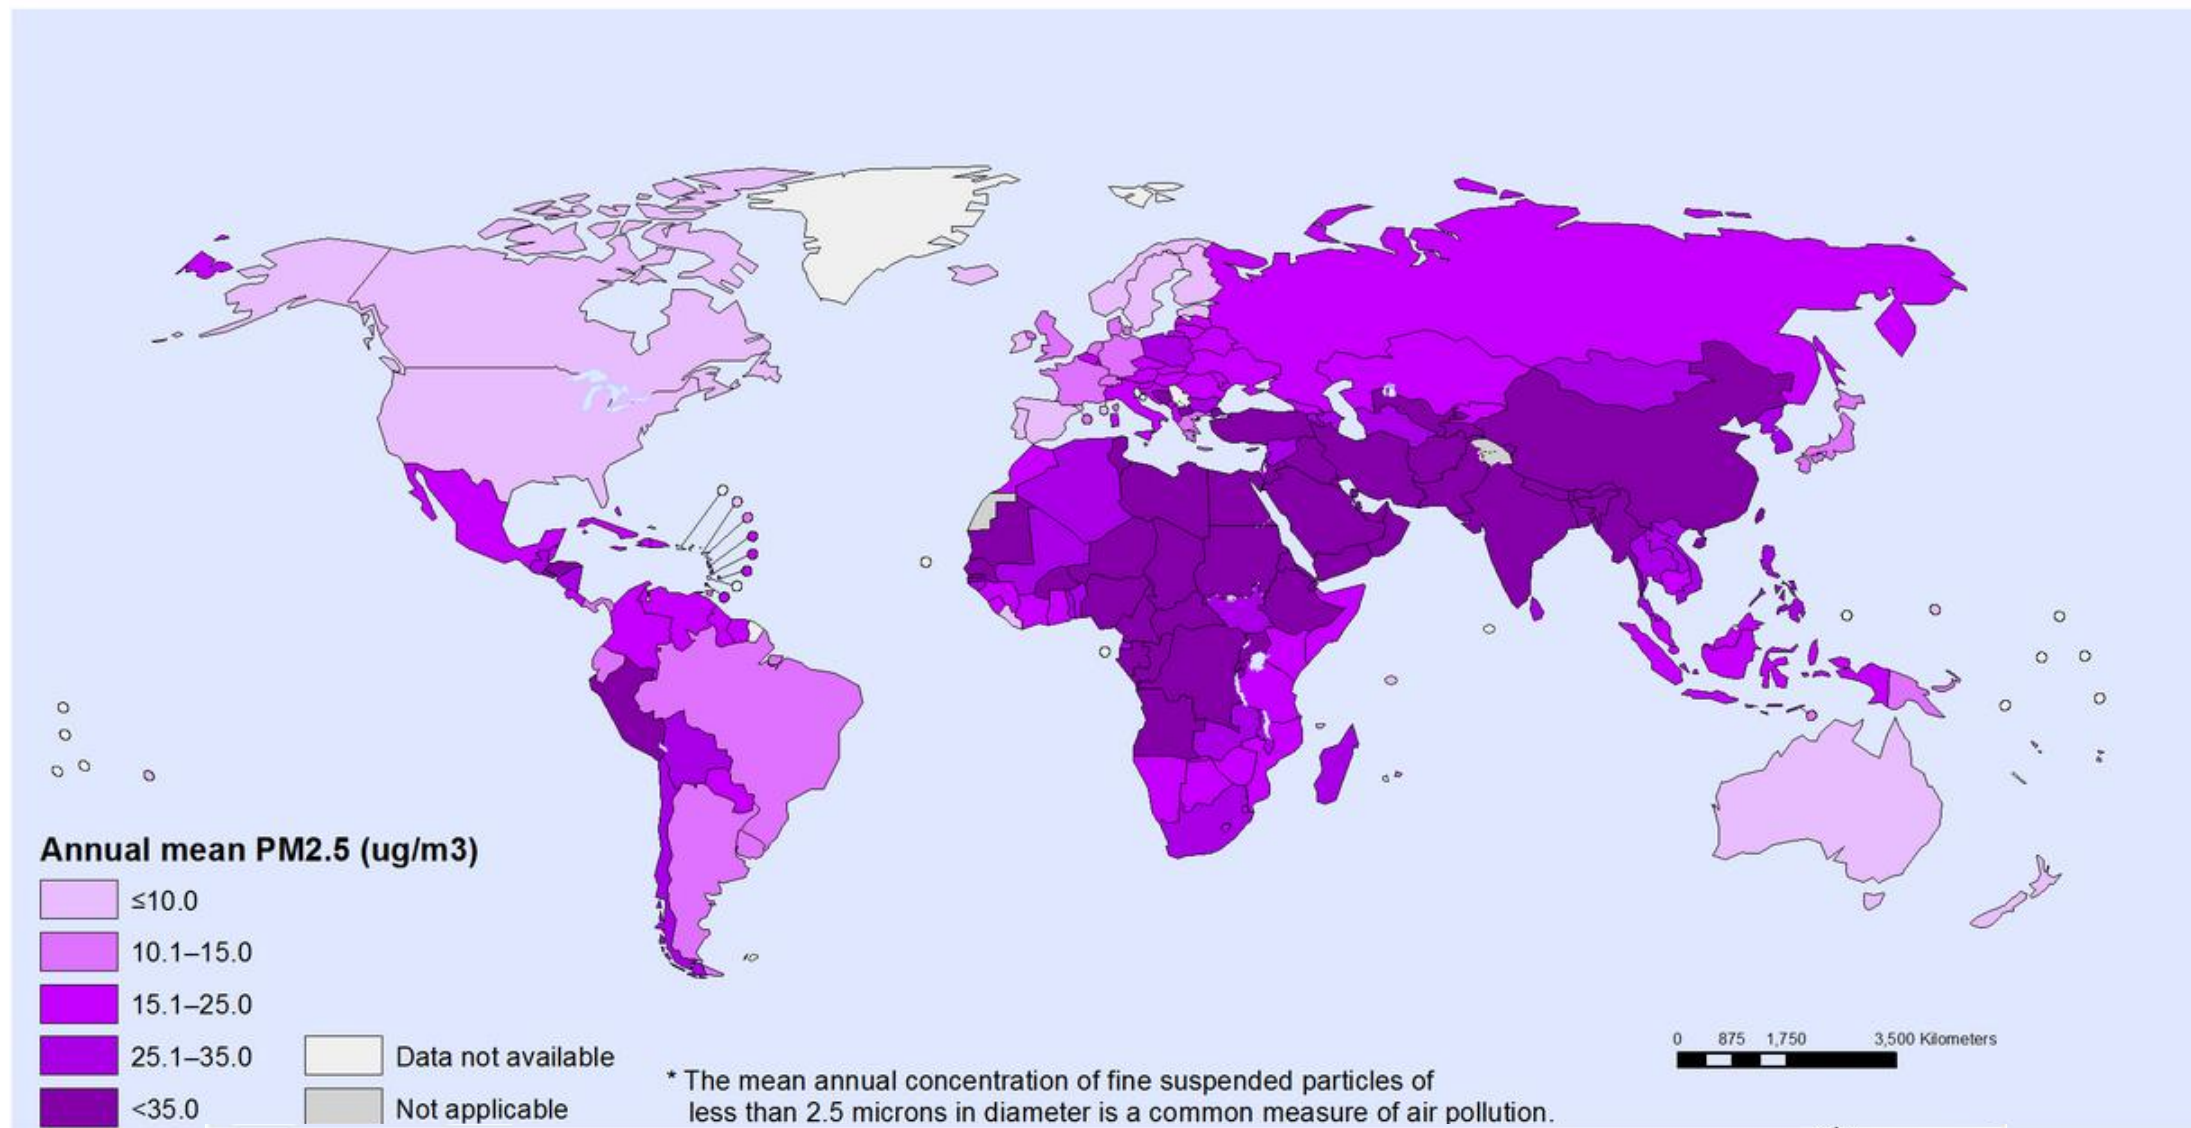 Annual mean PM2.5 (ug/m3)
≤10.0
10.1–15.0
15.1–25.0
25.1–35.0
<35.0
Data not available
Not applicable
* The mean annual concentration of fine suspended particles of
less than 2.5 microns in diameter is a common measure of air pollution.
0 875 1,750 3,500 Kilometers